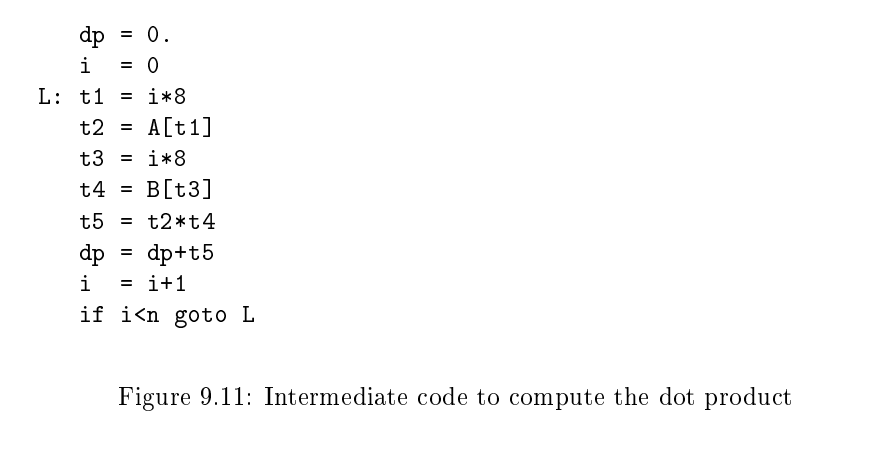 dp = 0.
i = 0
L: t1 = i*8
t2 = A[t1]
t3 = i*8
t4 = B[t3]
t5 = t2*t4
dp = dp+t5
i = i+1
if i<n goto L
Figure 9.11: Intermediate code to compute the dot product